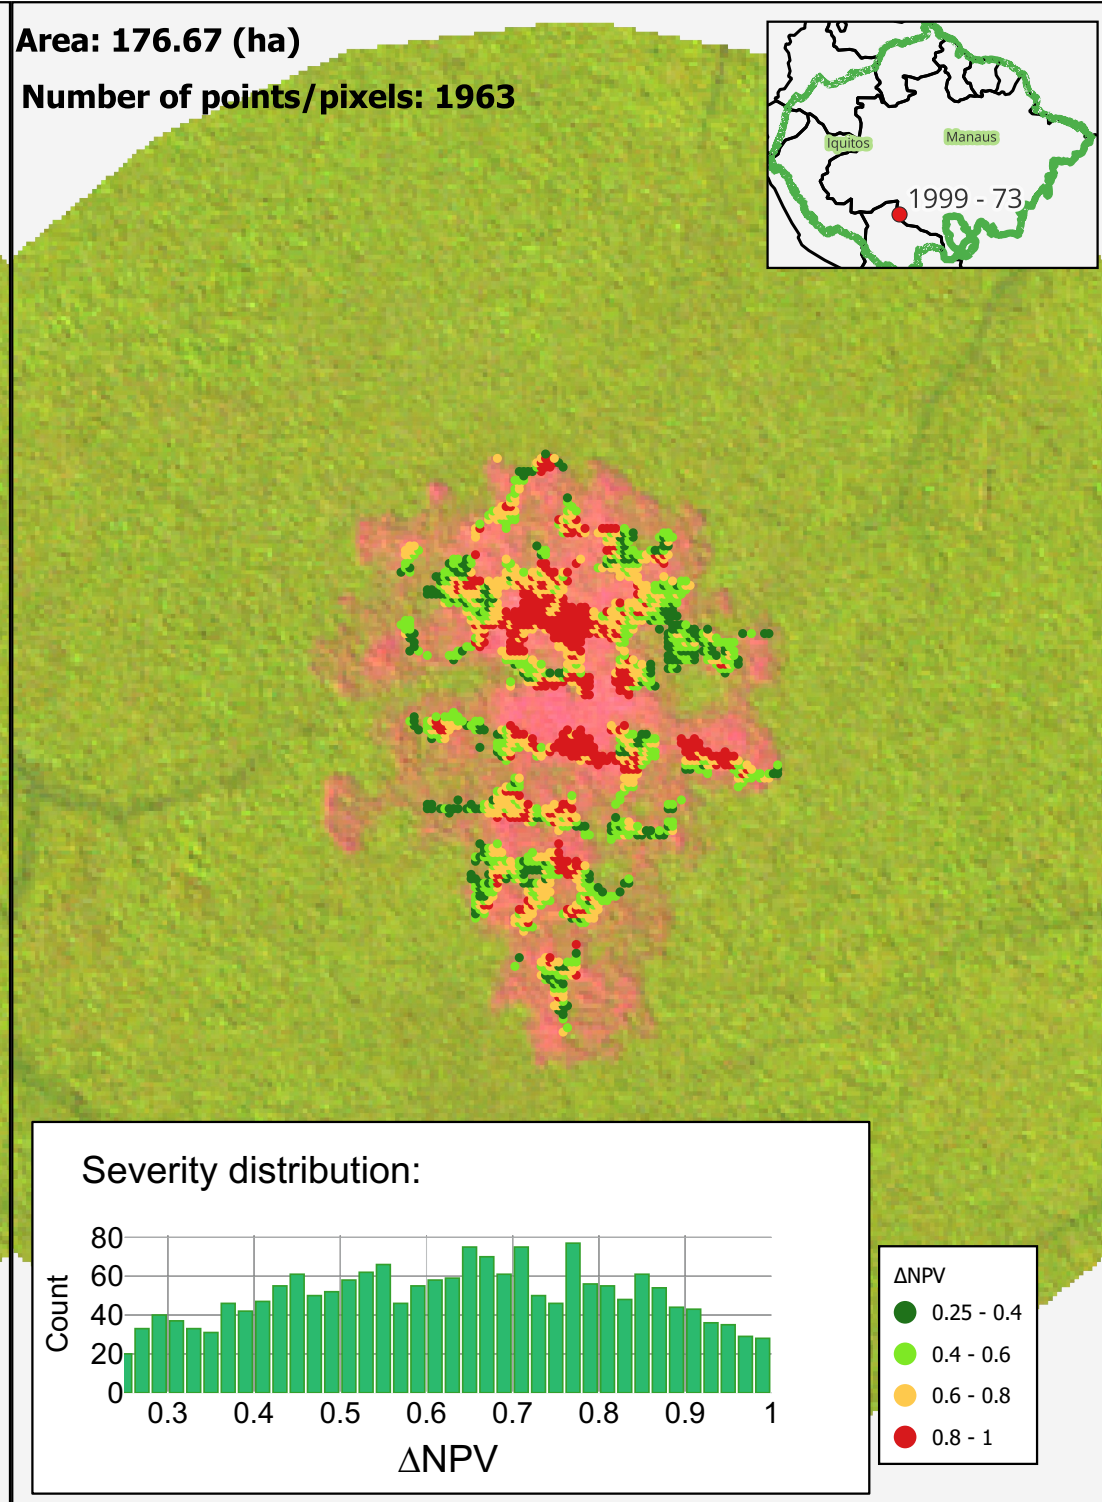 Area: 176.67 (ha)
Number of points/pixels: 1963
Iquitos
Manaus
1999 - 73
Severity distribution:
80
60
40
20
0
Count
0.3 0.4 0.5 0.6 0.7 0.8 0.9 1
ΔNPV
ΔNPV
0.25 - 0.4
0.4 - 0.6
0.6 - 0.8
0.8 - 1